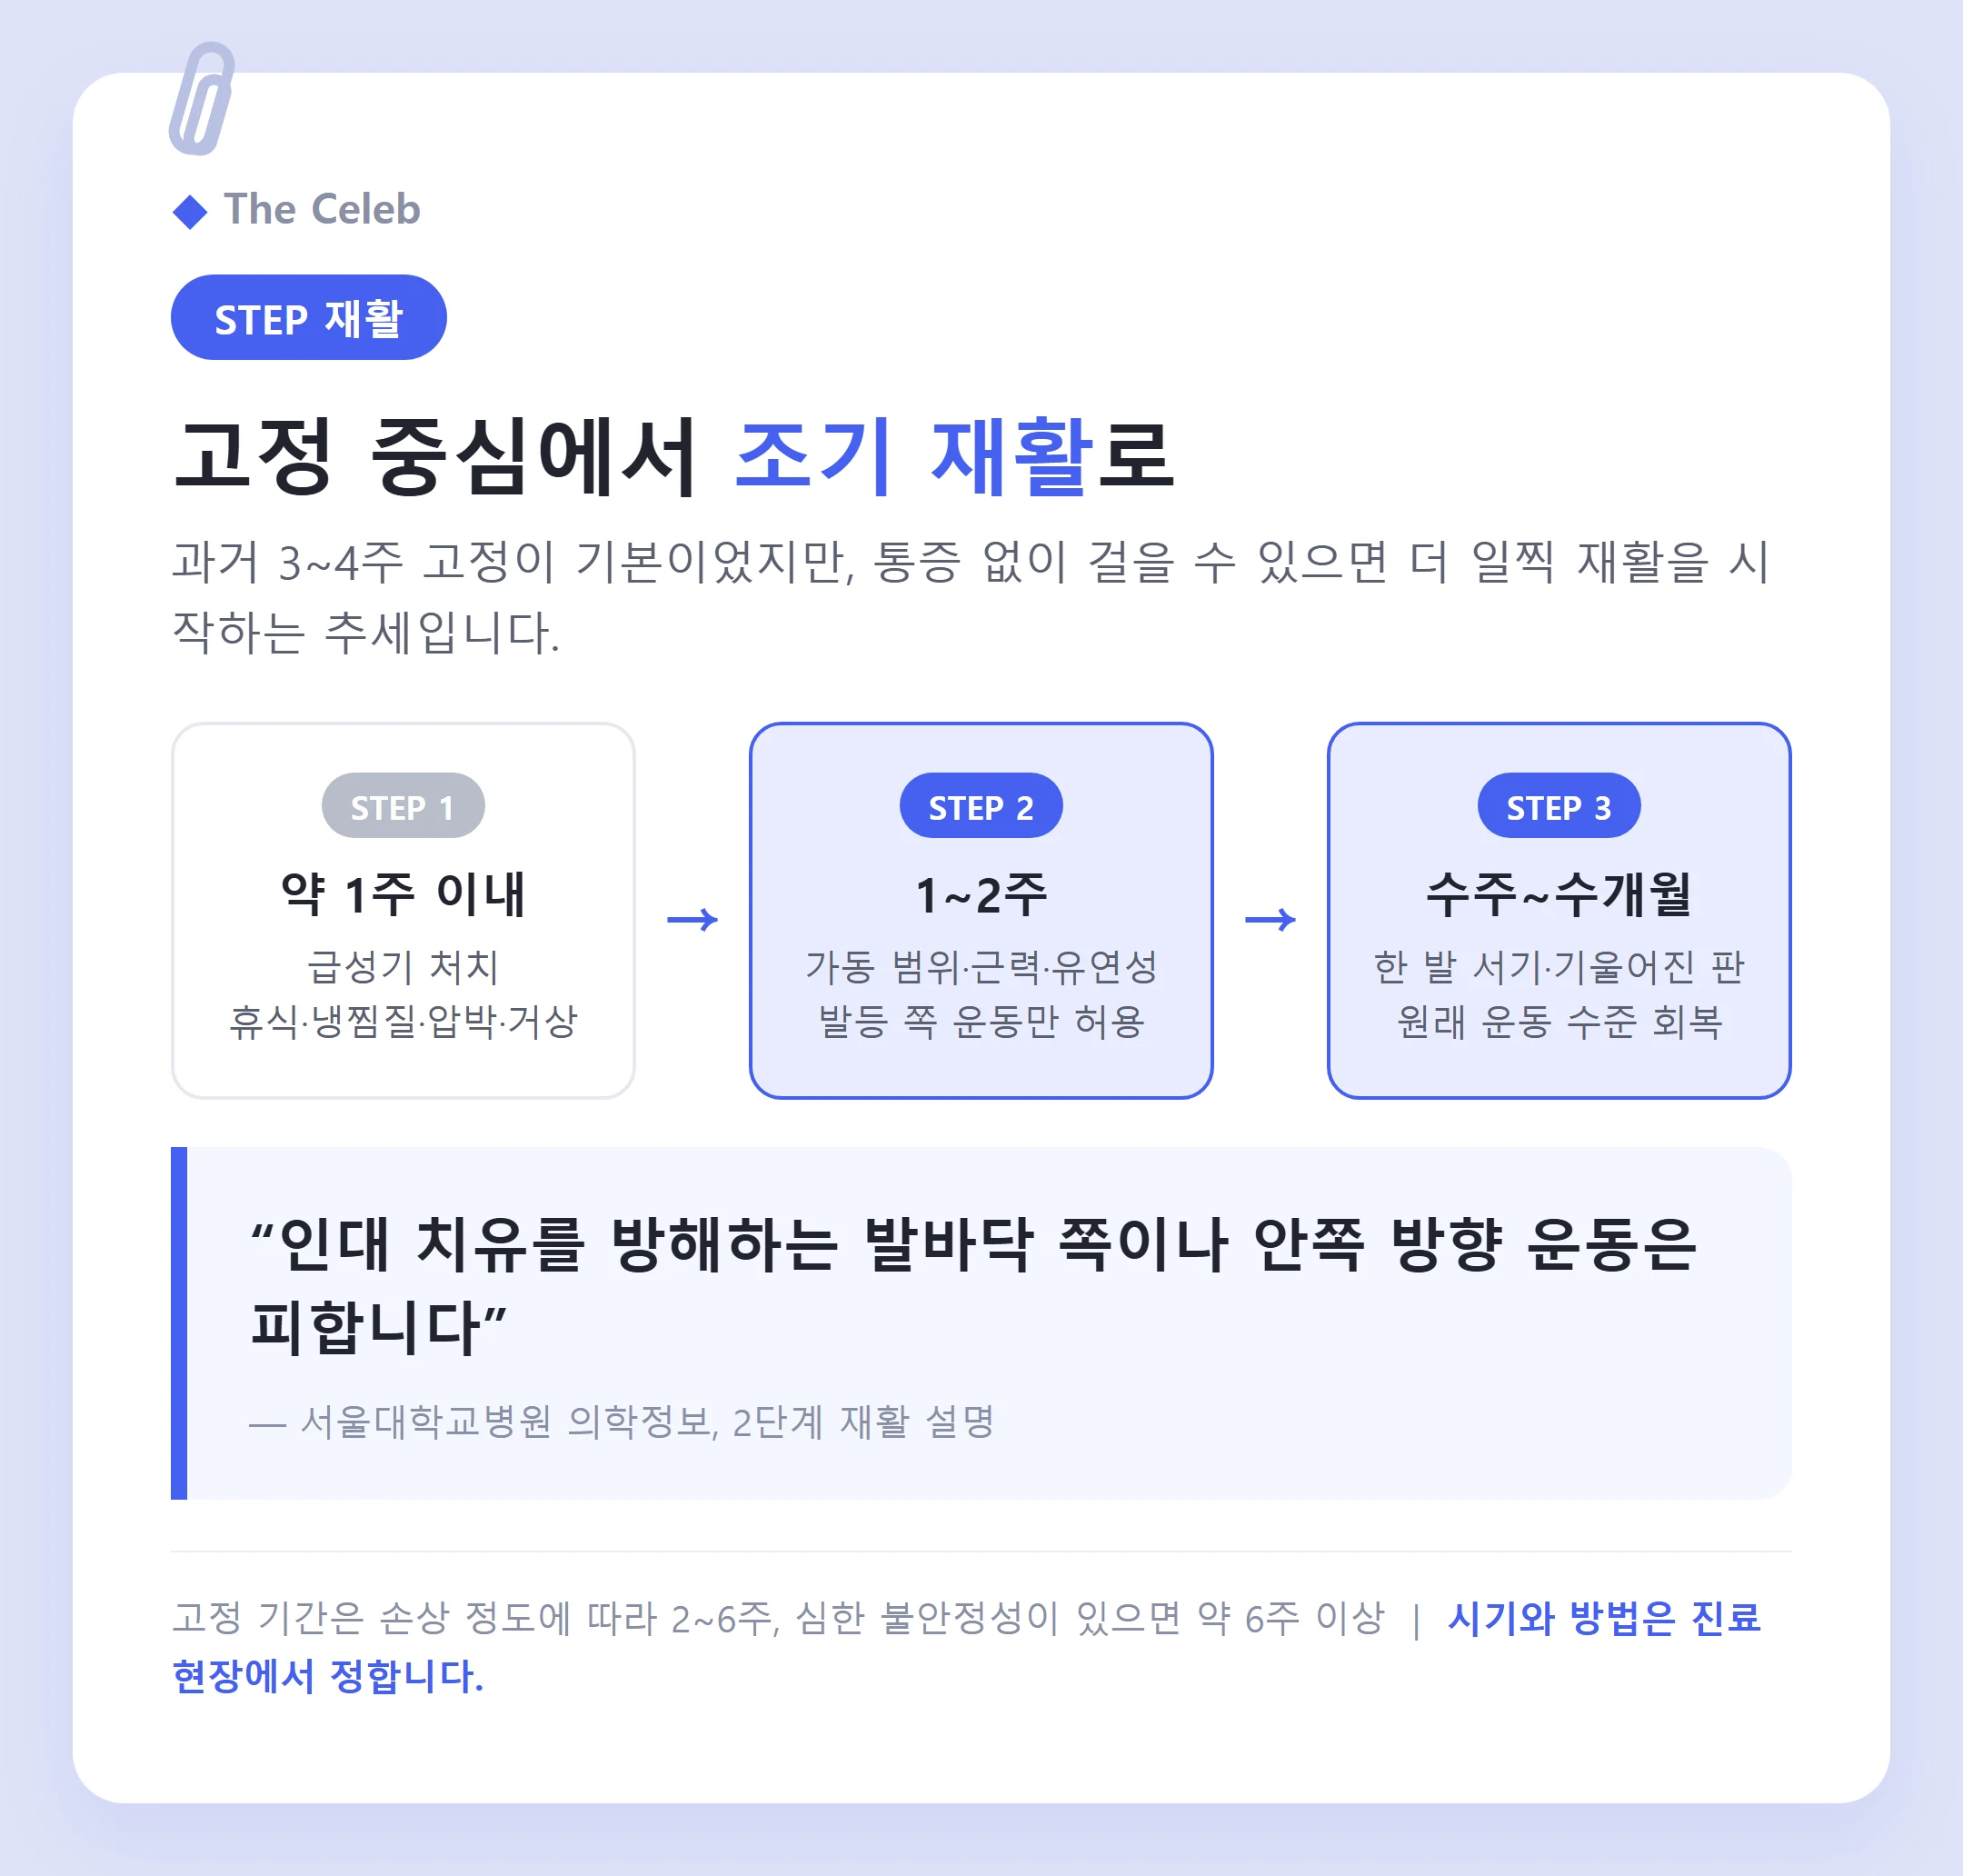 The Celeb
STEP 재활
고정 중심에서 조기 재활로
과거 3~4주 고정이 기본이었지만, 통증 없이 걸을 수 있으면 더 일찍 재활을 시
작하는 추세입니다.
STEP 1
약 1주 이내
급성기 처치
휴식·냉찜질·압박·거상
→
STEP 2
1~2주
가동 범위·근력·유연성
발등 쪽 운동만 허용
→
STEP 3
수주~수개월
한 발 서기·기울어진 판
원래 운동 수준 회복
“인대 치유를 방해하는 발바닥 쪽이나 안쪽 방향 운동은
피합니다”
— 서울대학교병원 의학정보, 2단계 재활 설명
고정 기간은 손상 정도에 따라 2~6주, 심한 불안정성이 있으면 약 6주 이상 | 시기와 방법은 진료
현장에서 정합니다.